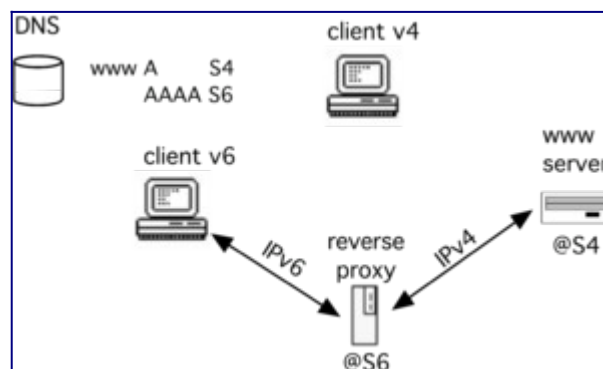 DNS
www A S4
AAAA S6
client v4
client v6
www
server
@S4
IPv6
reverse
proxy
IPv4
@S6